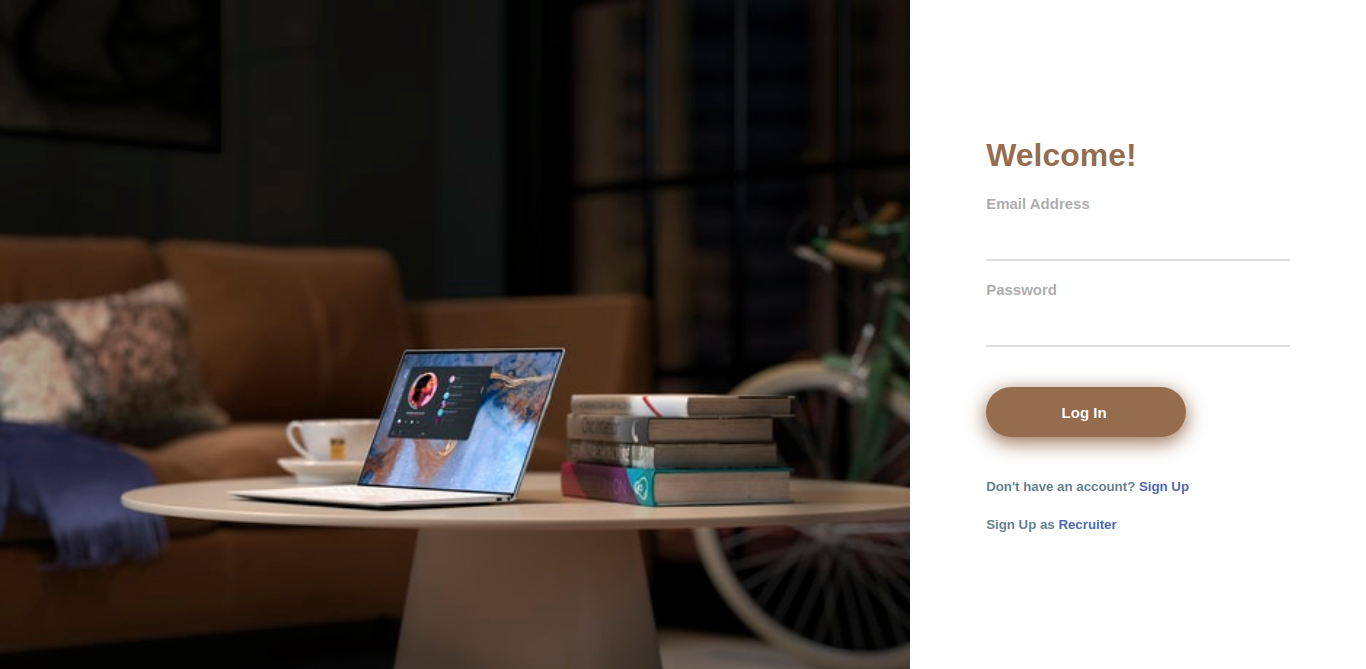 Welcome!
Email Address
Password
Log In
Don't have an account? Sign Up
Sign Up as Recruiter